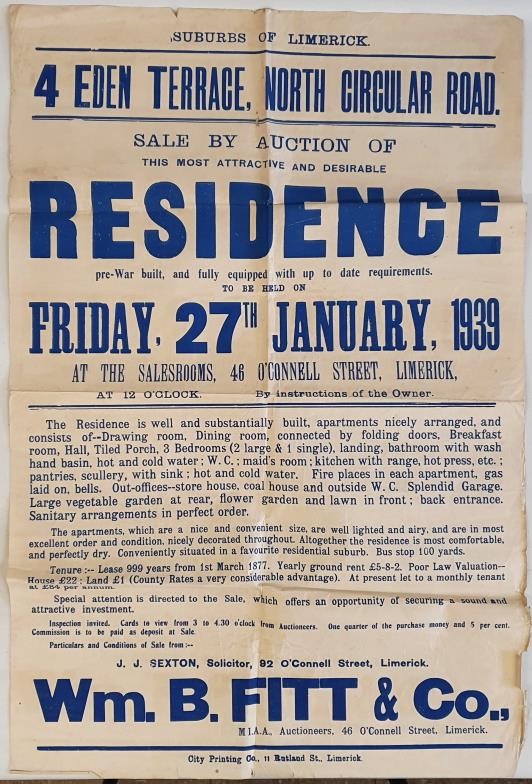 SUBURBS OF LIMERICK.
4 EDEN TERRACE, NORTH CIRCULAR ROAD.
SALE BY AUCTION OF
THIS MOST ATTRACTIVE AND DESIRABLE
RESIDENCE
pre-War built, and fully equipped with up to date requirements.
TO BE HELD ON
FRIDAY, 27TH JANUARY, 1939
AT THE SALESROOMS, 46 O'CONNELL STREET, LIMERICK,
AT 12 O'CLOCK. By instructions of the Owner.
The Residence is well and substantially built, apartments nicely arranged, and
consists of--Drawing room, Dining room, connected by folding doors, Breakfast
room, Hall, Tiled Porch, 3 Bedrooms (2 large & 1 single), landing, bathroom with wash
hand basin, hot and cold water; W.C.; maid's room; kitchen with range, hot press, etc.;
pantries, scullery, with sink; hot and cold water. Fire places in each apartment, gas
laid on, bells. Out-offices--store house, coal house and outside W.C. Splendid Garage.
Large vegetable garden at rear, flower garden and lawn in front; back entrance.
Sanitary arrangements in perfect order.
The apartments, which are a nice and convenient size, are well lighted and airy, and are in most
excellent order and condition, nicely decorated throughout. Altogether the residence is most comfortable,
and perfectly dry. Conveniently situated in a favourite residential suburb. Bus stop 100 yards.
Tenure :-- Lease 999 years from 1st March 1877. Yearly ground rent £5-8-2. Poor Law Valuation--
House £22; Land £1 (County Rates a very considerable advantage). At present let to a monthly tenant
at £84 per annum.
Special attention is directed to the Sale, which offers an opportunity of securing a sound and
attractive investment.
Inspection invited. Cards to view from 3 to 4.30 o'clock from Auctioneers. One quarter of the purchase money and 5 per cent.
Commission is to be paid as deposit at Sale.
Particulars and Conditions of Sale from :--
J. J. SEXTON, Solicitor, 92 O'Connell Street, Limerick.
Wm. B. FITT & Co.,
M.I.A.A., Auctioneers, 46 O'Connell Street, Limerick.
City Printing Co., 11 Rutland St., Limerick.